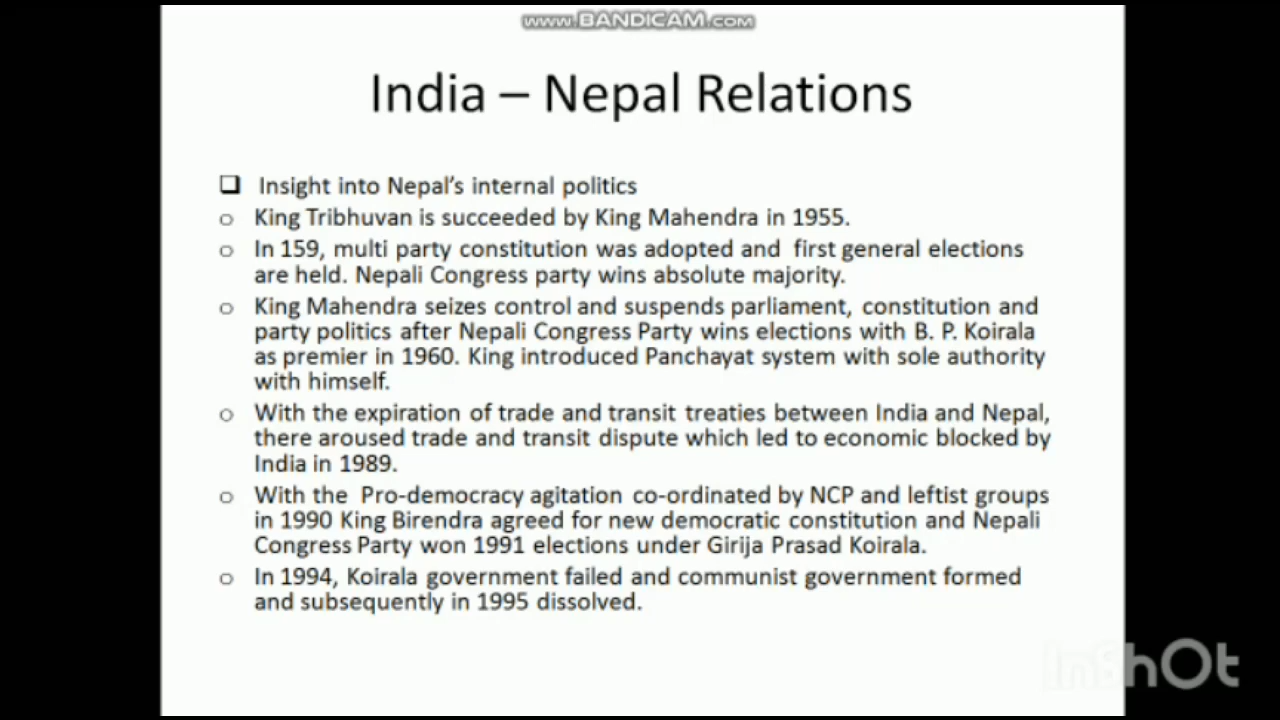 www.BANDICAM.com
India – Nepal Relations
❑ Insight into Nepal's internal politics
o King Tribhuvan is succeeded by King Mahendra in 1955.
o In 159, multi party constitution was adopted and first general elections
are held. Nepali Congress party wins absolute majority.
o King Mahendra seizes control and suspends parliament, constitution and
party politics after Nepali Congress Party wins elections with B. P. Koirala
as premier in 1960. King introduced Panchayat system with sole authority
with himself.
o With the expiration of trade and transit treaties between India and Nepal,
there aroused trade and transit dispute which led to economic blocked by
India in 1989.
o With the Pro-democracy agitation co-ordinated by NCP and leftist groups
in 1990 King Birendra agreed for new democratic constitution and Nepali
Congress Party won 1991 elections under Girija Prasad Koirala.
o In 1994, Koirala government failed and communist government formed
and subsequently in 1995 dissolved.
InShOt